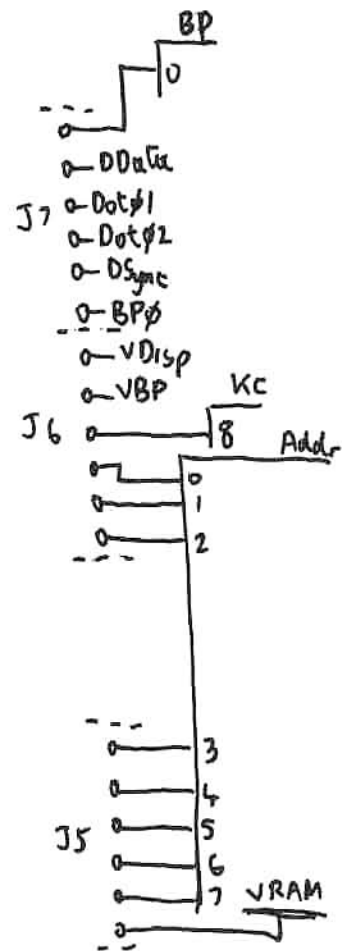 BP
0
DData
J7
Dotφ1
Dotφ2
DSync
BPφ
VDisp
VBP
KC
J6
8
Addr
0
1
2
3
4
J5
5
6
7
VRAM